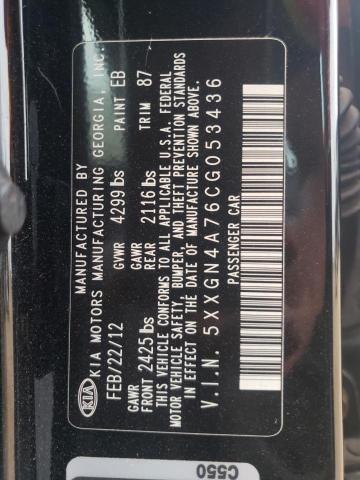 MANUFACTURED BY
KIA KIA MOTORS MANUFACTURING GEORGIA, INC.
FEB/22/12 GVWR 4299 lbs PAINT EB
GAWR FRONT 2425 lbs GAWR REAR 2116 lbs TRIM 87
THIS VEHICLE CONFORMS TO ALL APPLICABLE U.S.A. FEDERAL
MOTOR VEHICLE SAFETY, BUMPER, AND THEFT PREVENTION STANDARDS
IN EFFECT ON THE DATE OF MANUFACTURE SHOWN ABOVE.
V.I.N. 5XXGN4A76CG053436
PASSENGER CAR
C550